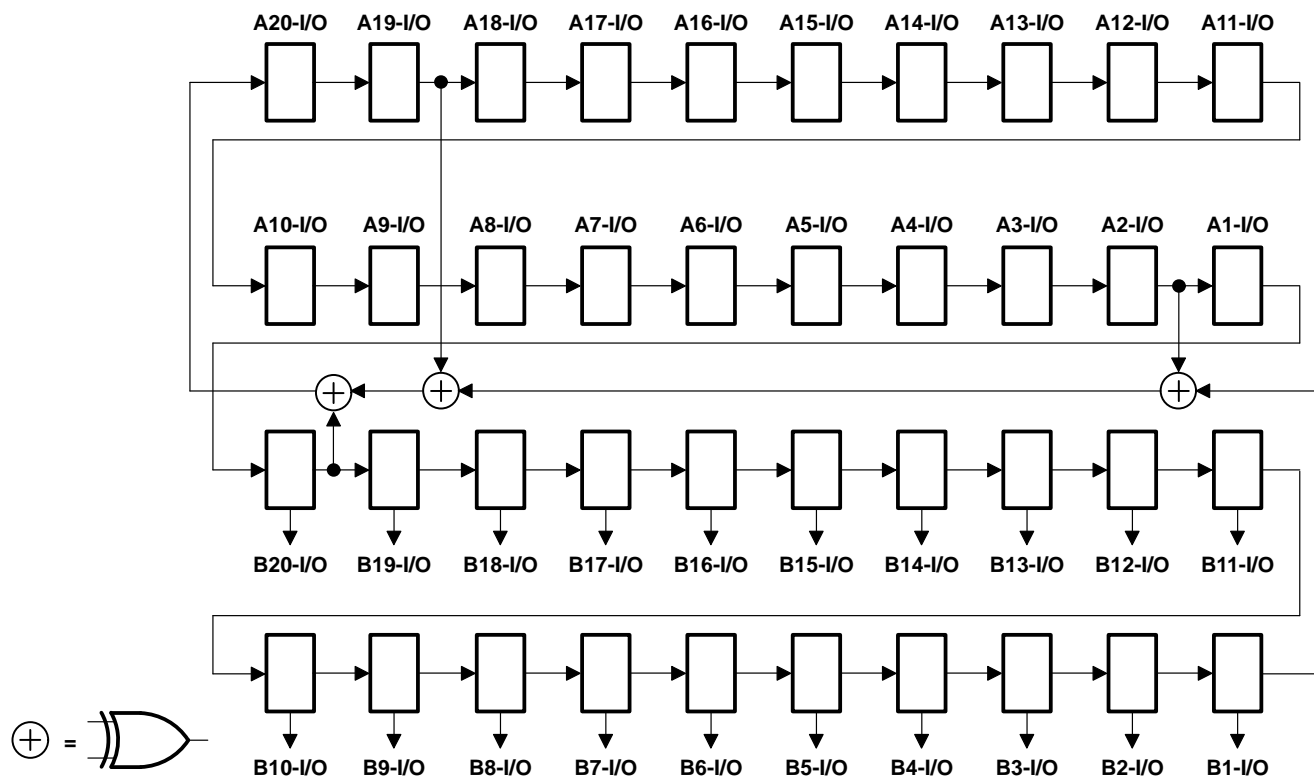 A20-I/O A19-I/O A18-I/O A17-I/O A16-I/O A15-I/O A14-I/O A13-I/O A12-I/O A11-I/O
A10-I/O A9-I/O A8-I/O A7-I/O A6-I/O A5-I/O A4-I/O A3-I/O A2-I/O A1-I/O
B20-I/O B19-I/O B18-I/O B17-I/O B16-I/O B15-I/O B14-I/O B13-I/O B12-I/O B11-I/O
=
B10-I/O B9-I/O B8-I/O B7-I/O B6-I/O B5-I/O B4-I/O B3-I/O B2-I/O B1-I/O